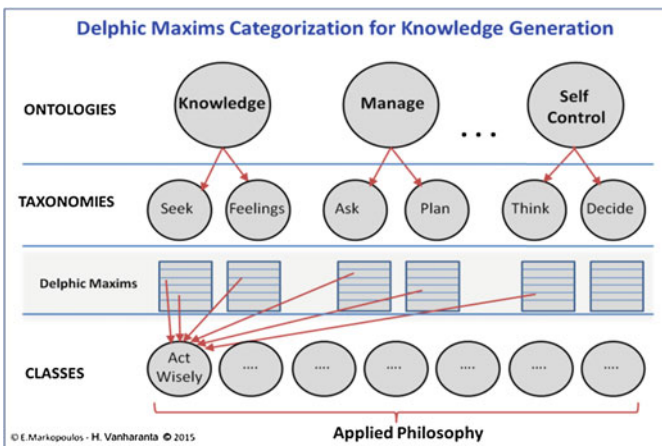 Delphic Maxims Categorization for Knowledge Generation
ONTOLOGIES
Knowledge
Manage
. . .
Self
Control
TAXONOMIES
Seek
Feelings
Ask
Plan
Think
Decide
Delphic Maxims
CLASSES
Act
Wisely
....
....
....
....
....
....
Applied Philosophy
© E.Markopoulos - H. Vanharanta © 2015